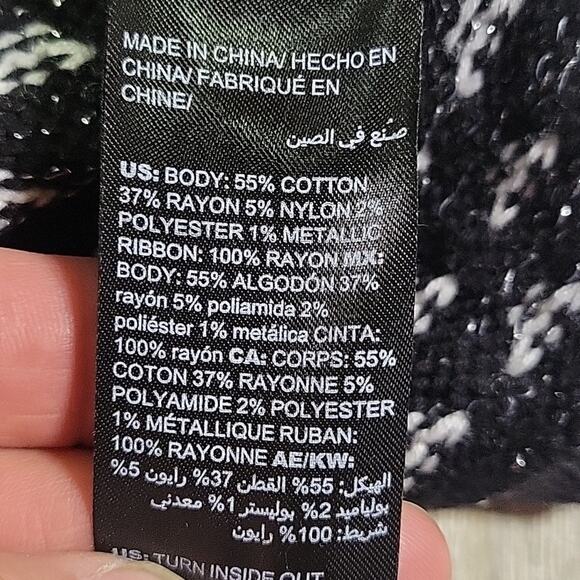 MADE IN CHINA/ HECHO EN
CHINA/ FABRIQUÉ EN
CHINE/
صنع في الصين
US: BODY: 55% COTTON
37% RAYON 5% NYLON 2%
POLYESTER 1% METALLIC
RIBBON: 100% RAYON MX:
BODY: 55% ALGODÓN 37%
rayón 5% poliamida 2%
poliéster 1% metálica CINTA:
100% rayón CA: CORPS: 55%
COTON 37% RAYONNE 5%
POLYAMIDE 2% POLYESTER
1% MÉTALLIQUE RUBAN:
100% RAYONNE AE/KW:
الهيكل: 55% القطن 37% رايون 5%
بولياميد 2% بوليستر 1% معدني
شريط: 100% رايون
US: TURN INSIDE OUT